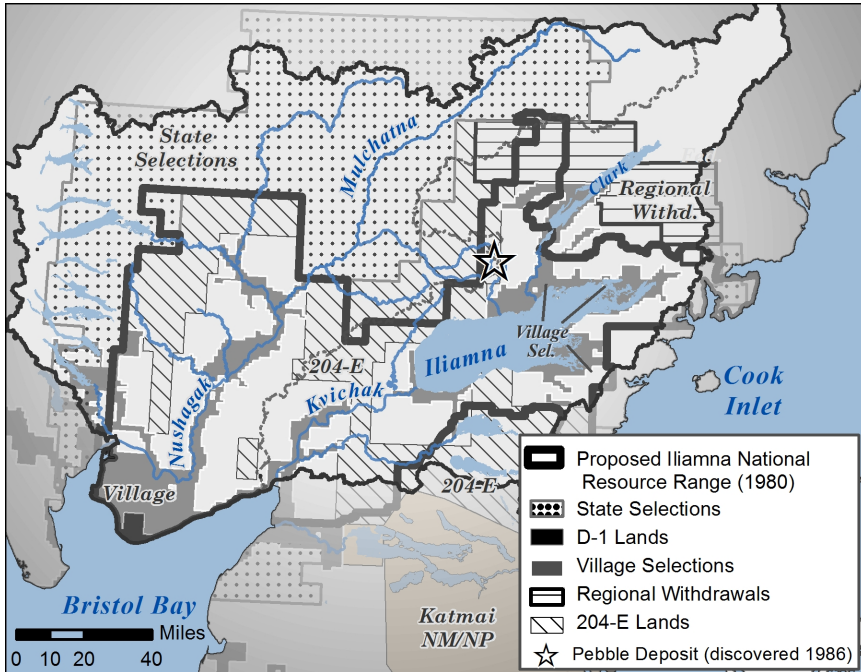 State
Selections
Mulchatna
Clark
Regional
Withd.
Village
Sel.
Iliamna
204-E
Kvichak
Nushagak
Cook
Inlet
Village
204-E
Bristol Bay
Katmai
NM/NP
Miles
0 10 20 40
Proposed Iliamna National
Resource Range (1980)
State Selections
D-1 Lands
Village Selections
Regional Withdrawals
204-E Lands
Pebble Deposit (discovered 1986)